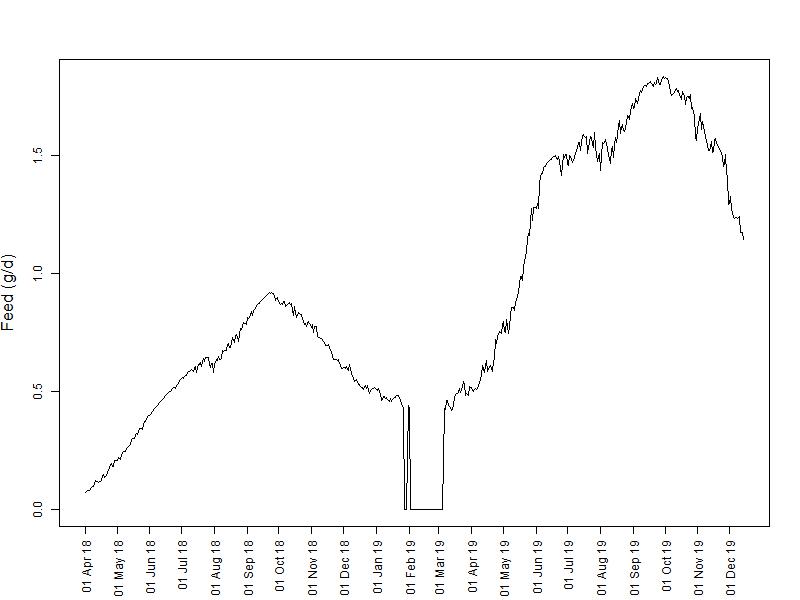 Feed (g/d)
1.5
1.0
0.5
0.0
01 Apr 18
01 May 18
01 Jun 18
01 Jul 18
01 Aug 18
01 Sep 18
01 Oct 18
01 Nov 18
01 Dec 18
01 Jan 19
01 Feb 19
01 Mar 19
01 Apr 19
01 May 19
01 Jun 19
01 Jul 19
01 Aug 19
01 Sep 19
01 Oct 19
01 Nov 19
01 Dec 19